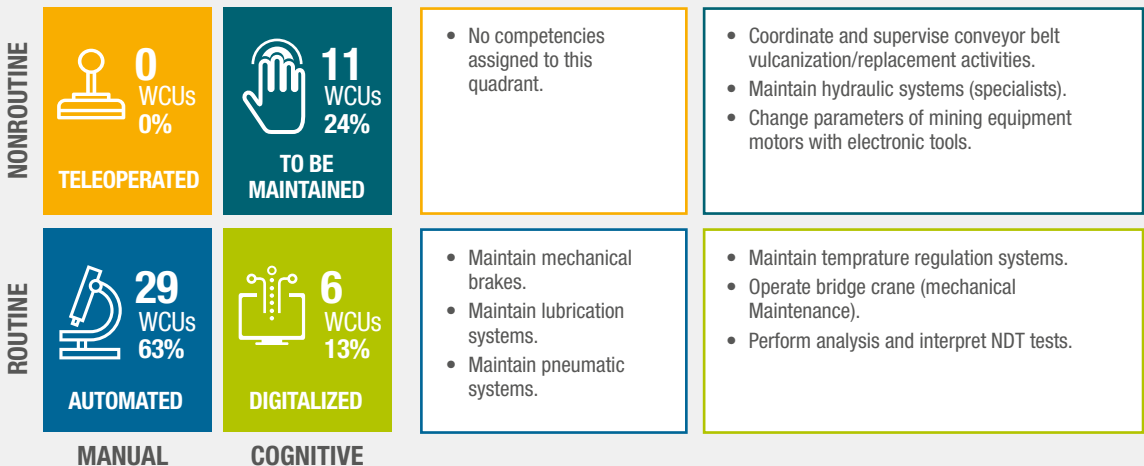 NONROUTINE
0
WCUs
0%
TELEOPERATED
11
WCUs
24%
TO BE
MAINTAINED
• No competencies
assigned to this
quadrant.
• Coordinate and supervise conveyor belt
vulcanization/replacement activities.
• Maintain hydraulic systems (specialists).
• Change parameters of mining equipment
motors with electronic tools.
ROUTINE
29
WCUs
63%
AUTOMATED
6
WCUs
13%
DIGITALIZED
• Maintain mechanical
brakes.
• Maintain lubrication
systems.
• Maintain pneumatic
systems.
• Maintain temprature regulation systems.
• Operate bridge crane (mechanical
Maintenance).
• Perform analysis and interpret NDT tests.
MANUAL
COGNITIVE